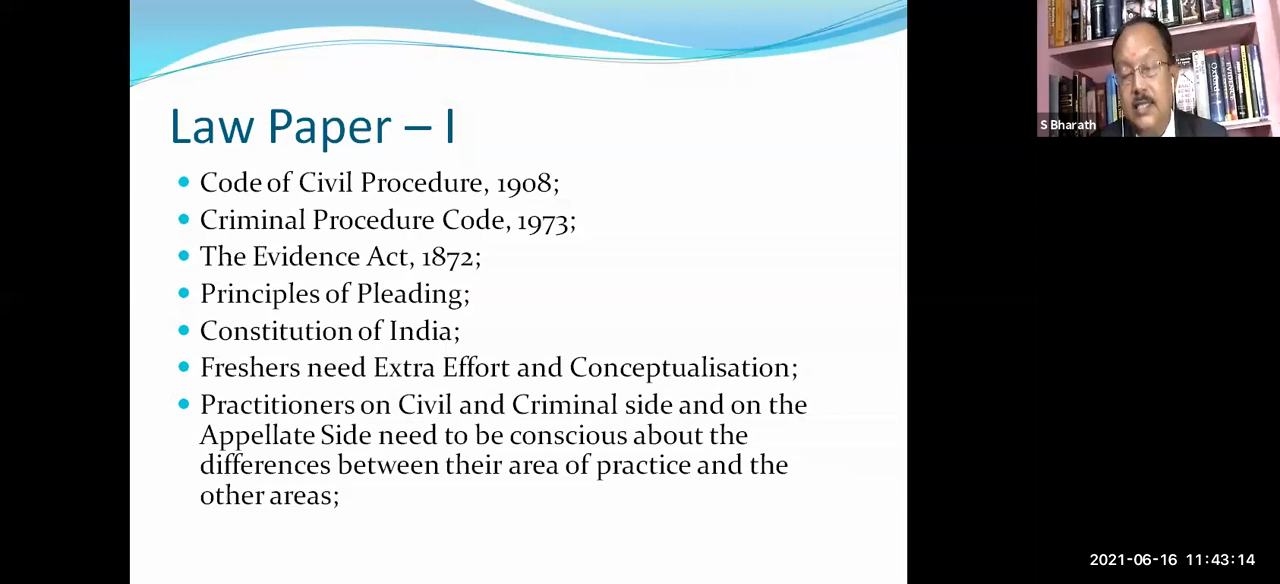 Law Paper – I
Code of Civil Procedure, 1908;
Criminal Procedure Code, 1973;
The Evidence Act, 1872;
Principles of Pleading;
Constitution of India;
Freshers need Extra Effort and Conceptualisation;
Practitioners on Civil and Criminal side and on the
Appellate Side need to be conscious about the
differences between their area of practice and the
other areas;
S Bharath
2021-06-16 11:43:14